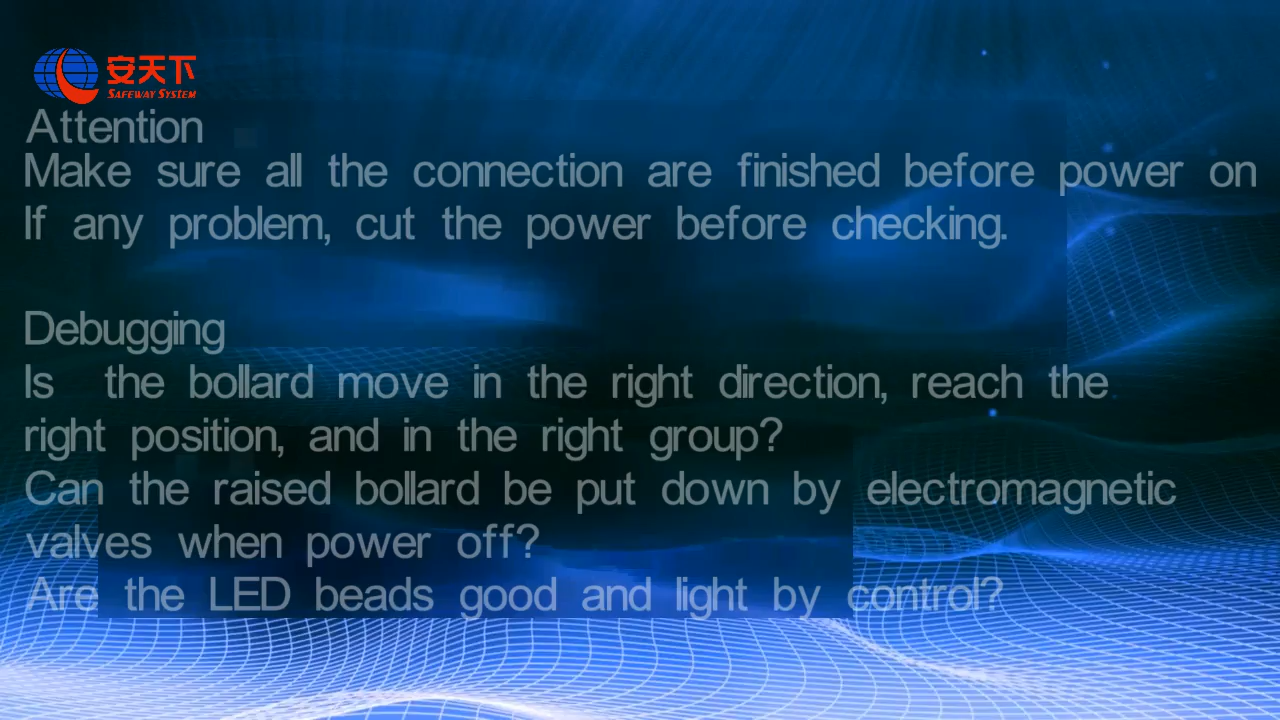 安天下
SAFEWAY SYSTEM
Attention
Make sure all the connection are finished before power on
If any problem, cut the power before checking.
Debugging
Is the bollard move in the right direction, reach the
right position, and in the right group?
Can the raised bollard be put down by electromagnetic
valves when power off?
Are the LED beads good and light by control?